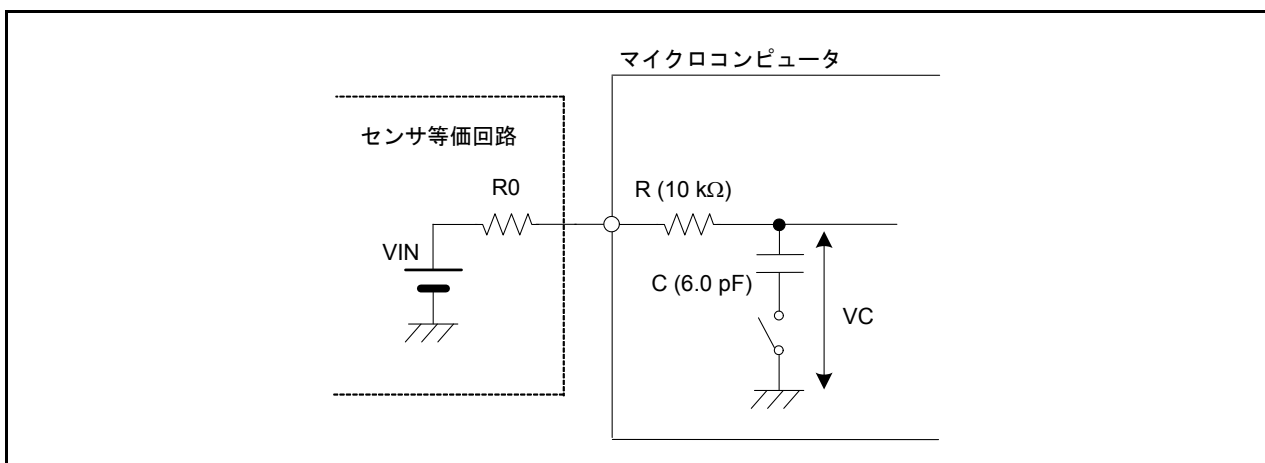 マイクロコンピュータ
センサ等価回路
R0
R (10 kΩ)
VIN
C (6.0 pF)
VC